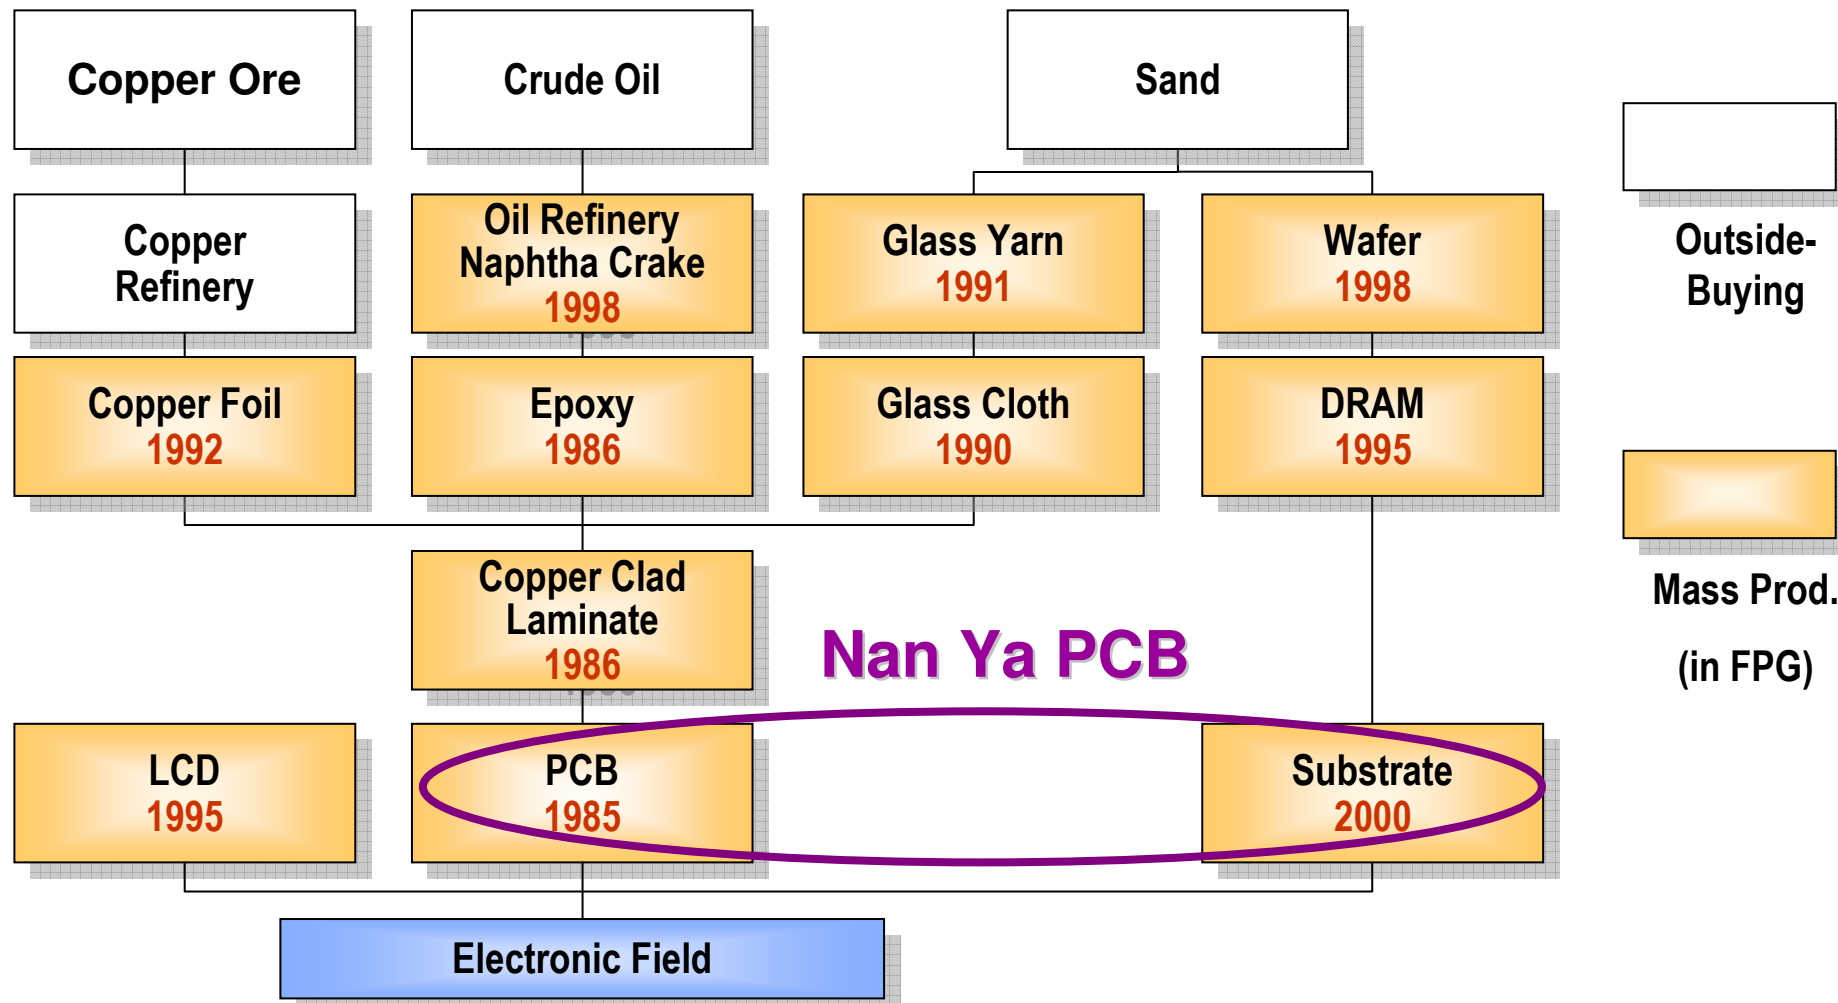 Copper Ore
Crude Oil
Sand
Copper
Refinery
Oil Refinery
Naphtha Crake
1998
Glass Yarn
1991
Wafer
1998
Outside-
Buying
Copper Foil
1992
Epoxy
1986
Glass Cloth
1990
DRAM
1995
Copper Clad
Laminate
1986
Nan Ya PCB
Mass Prod.
(in FPG)
LCD
1995
PCB
1985
Substrate
2000
Electronic Field